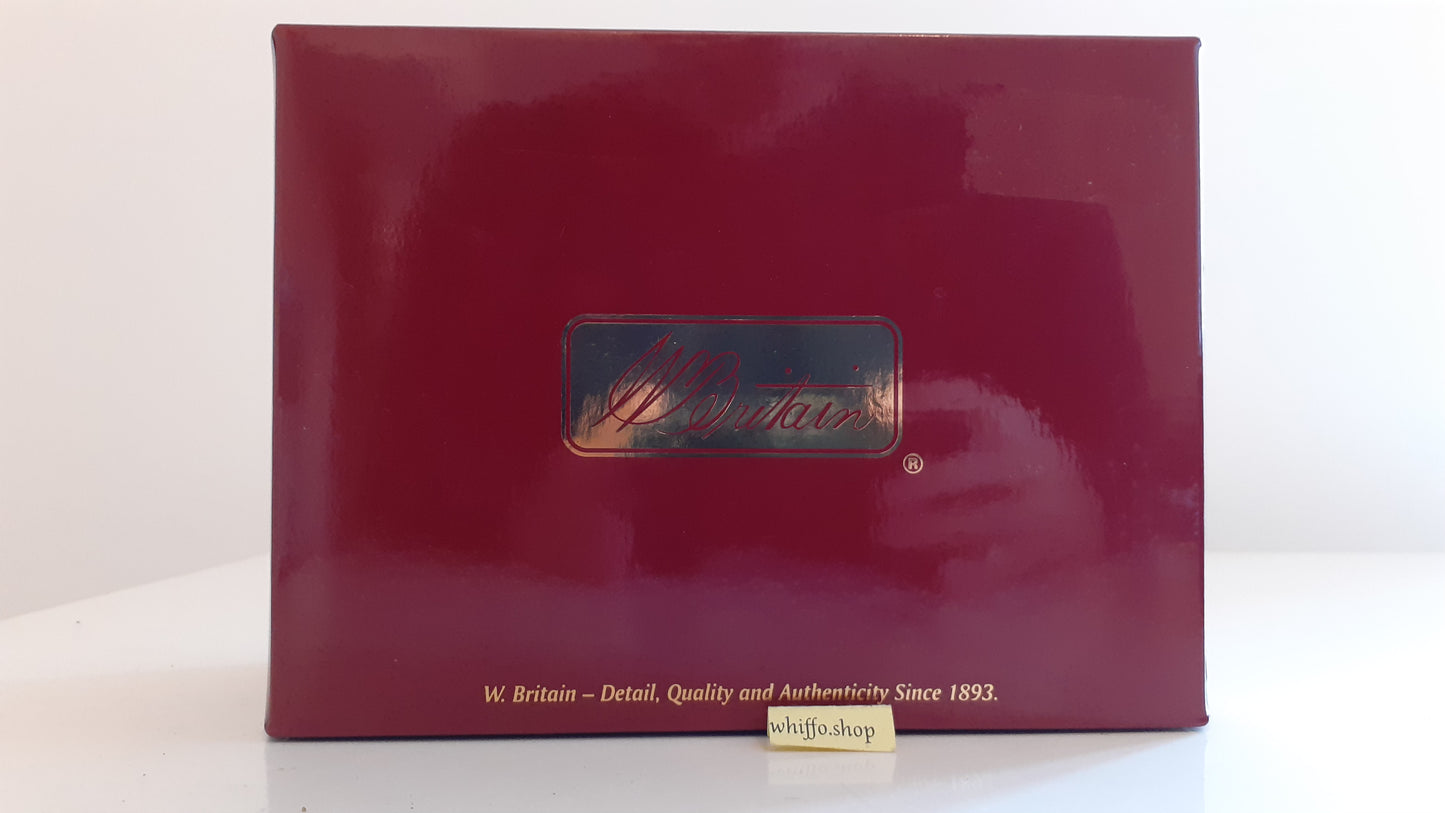 W Britain
®
W. Britain – Detail, Quality and Authenticity Since 1893.
whiffo.shop